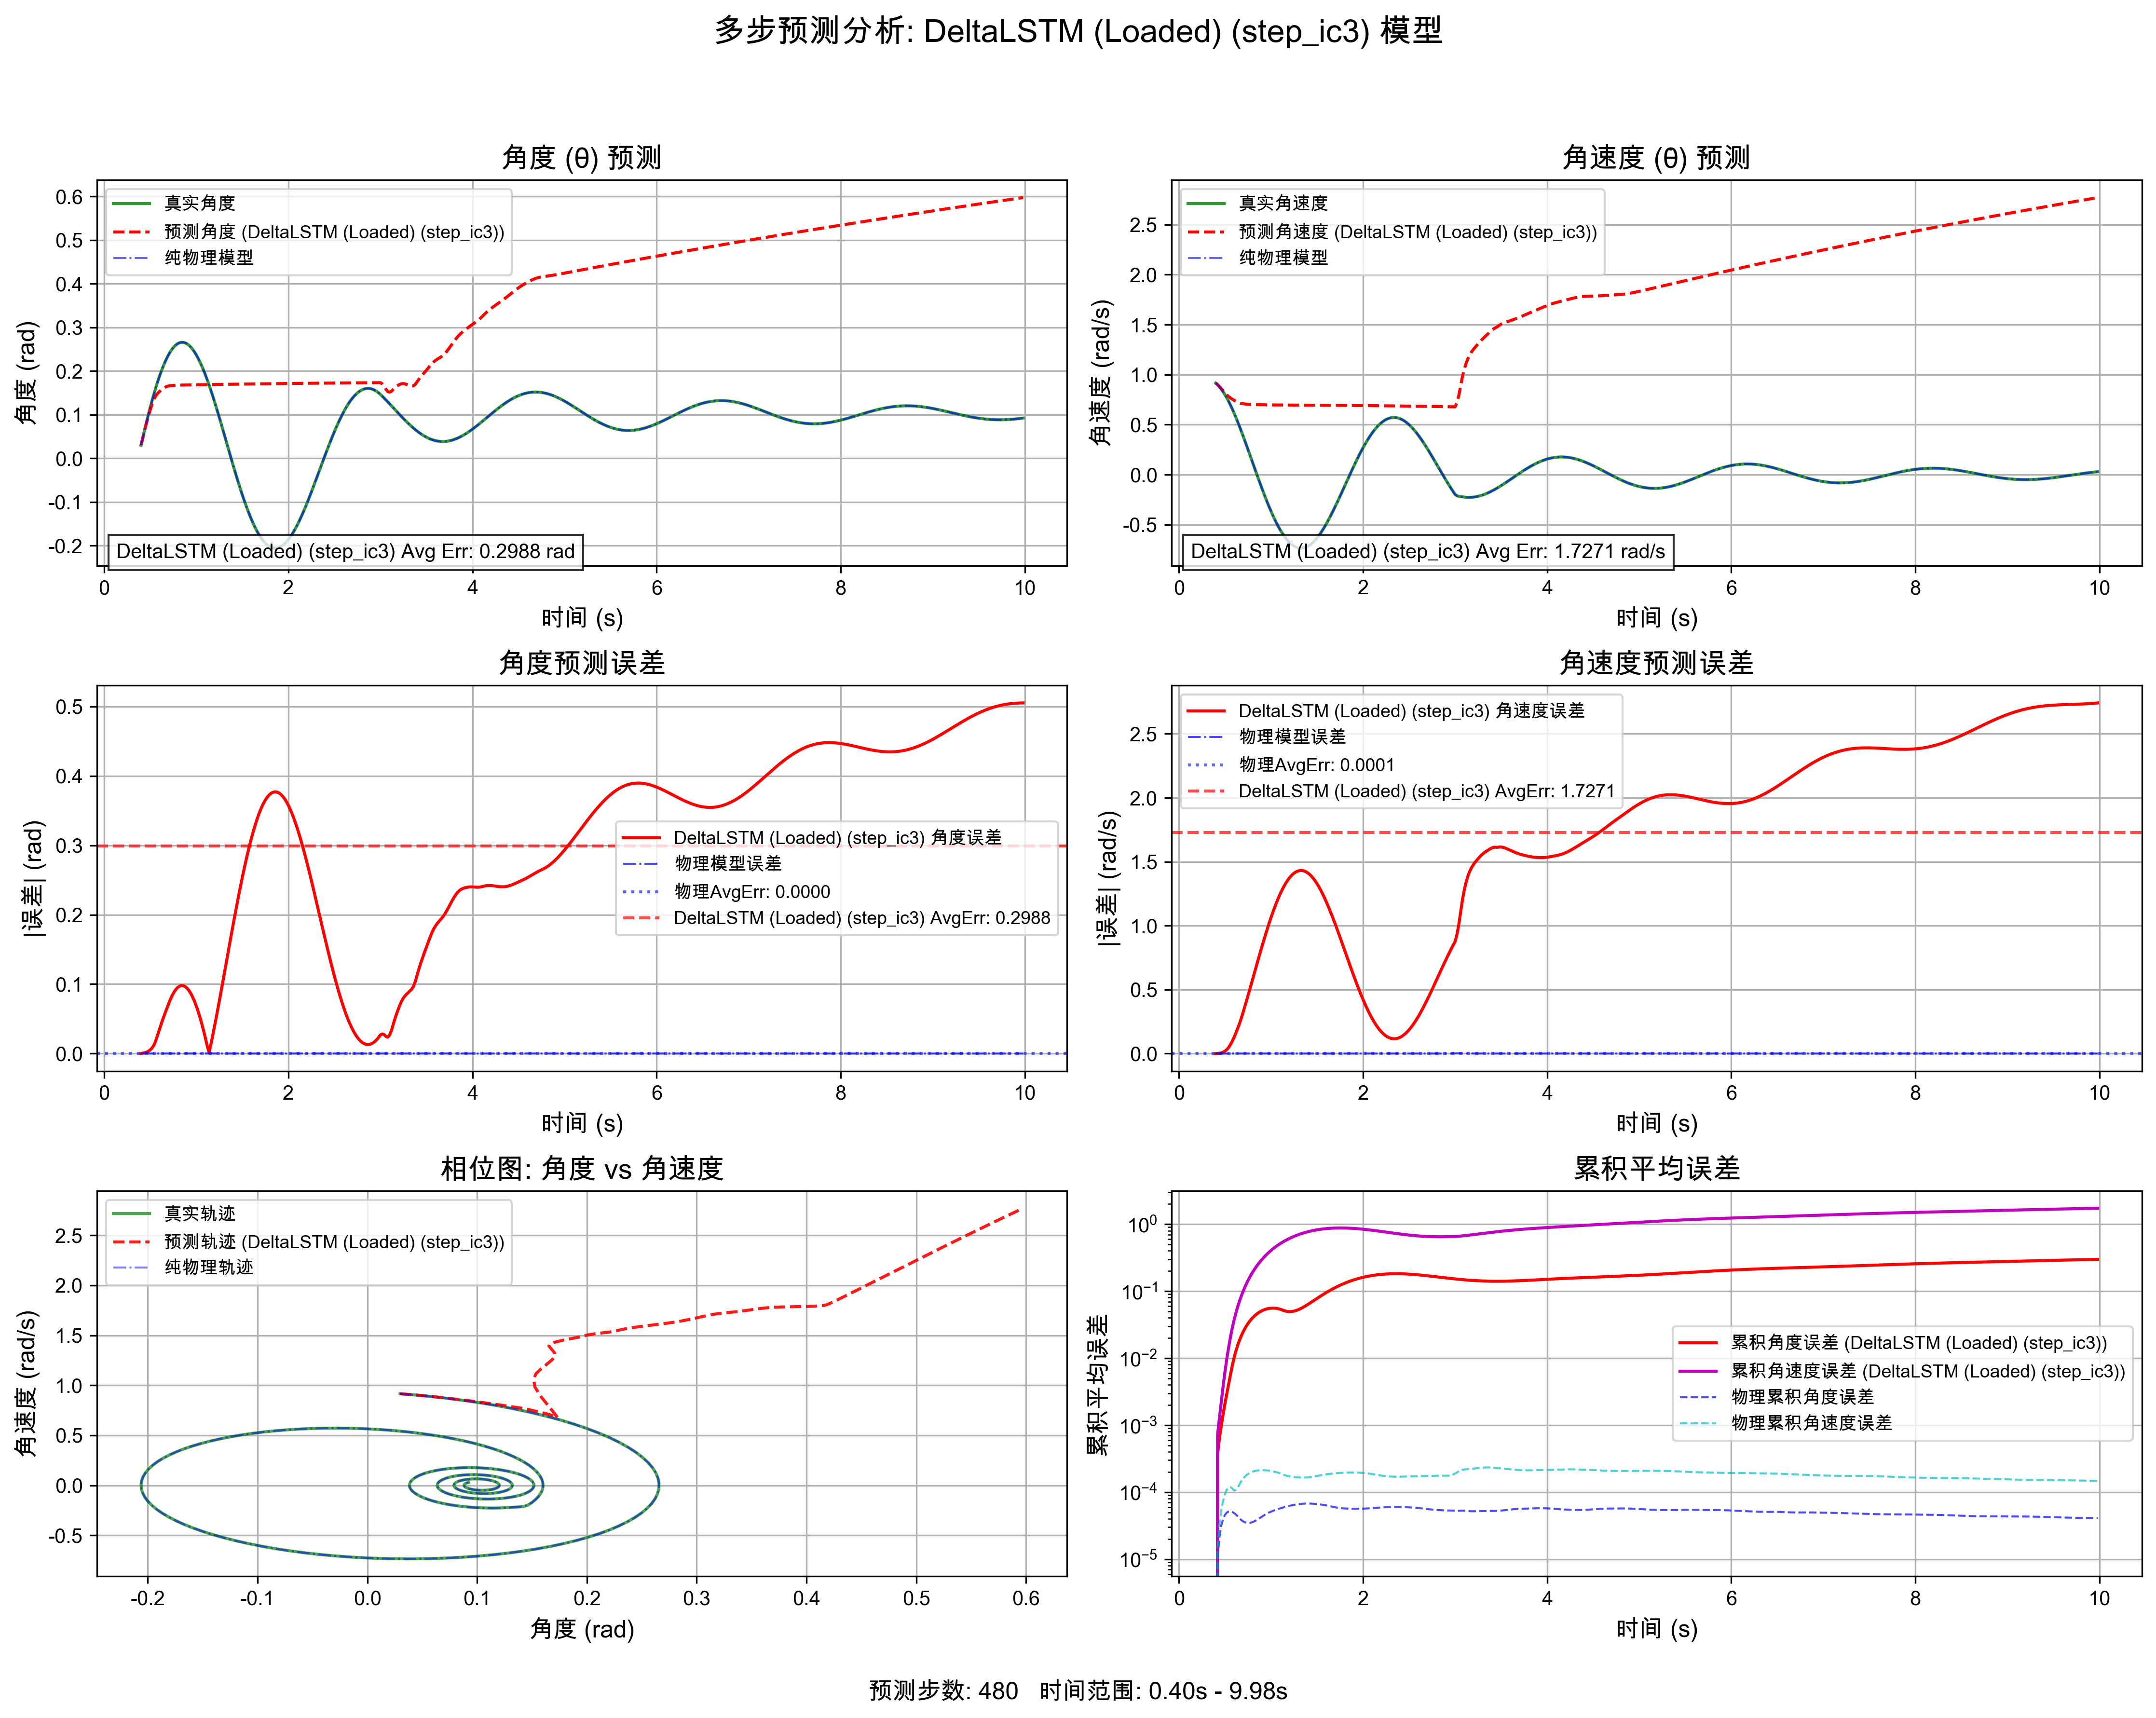 多步预测分析: DeltaLSTM (Loaded) (step_ic3) 模型
角度 (θ) 预测
真实角度
预测角度 (DeltaLSTM (Loaded) (step_ic3))
纯物理模型
角度 (rad)
0.6
0.5
0.4
0.3
0.2
0.1
0.0
-0.1
-0.2
DeltaLSTM (Loaded) (step_ic3) Avg Err: 0.2988 rad
0 2 4 6 8 10
时间 (s)
角速度 (θ̇) 预测
真实角速度
预测角速度 (DeltaLSTM (Loaded) (step_ic3))
纯物理模型
角速度 (rad/s)
2.5
2.0
1.5
1.0
0.5
0.0
-0.5
DeltaLSTM (Loaded) (step_ic3) Avg Err: 1.7271 rad/s
0 2 4 6 8 10
时间 (s)
角度预测误差
|误差| (rad)
0.5
0.4
0.3
0.2
0.1
0.0
DeltaLSTM (Loaded) (step_ic3) 角度误差
物理模型误差
物理AvgErr: 0.0000
DeltaLSTM (Loaded) (step_ic3) AvgErr: 0.2988
0 2 4 6 8 10
时间 (s)
角速度预测误差
DeltaLSTM (Loaded) (step_ic3) 角速度误差
物理模型误差
物理AvgErr: 0.0001
DeltaLSTM (Loaded) (step_ic3) AvgErr: 1.7271
|误差| (rad/s)
2.5
2.0
1.5
1.0
0.5
0.0
0 2 4 6 8 10
时间 (s)
相位图: 角度 vs 角速度
真实轨迹
预测轨迹 (DeltaLSTM (Loaded) (step_ic3))
纯物理轨迹
角速度 (rad/s)
2.5
2.0
1.5
1.0
0.5
0.0
-0.5
-0.2 -0.1 0.0 0.1 0.2 0.3 0.4 0.5 0.6
角度 (rad)
累积平均误差
累积平均误差
10⁰
10⁻¹
10⁻²
10⁻³
10⁻⁴
10⁻⁵
累积角度误差 (DeltaLSTM (Loaded) (step_ic3))
累积角速度误差 (DeltaLSTM (Loaded) (step_ic3))
物理累积角度误差
物理累积角速度误差
0 2 4 6 8 10
时间 (s)
预测步数: 480 时间范围: 0.40s - 9.98s